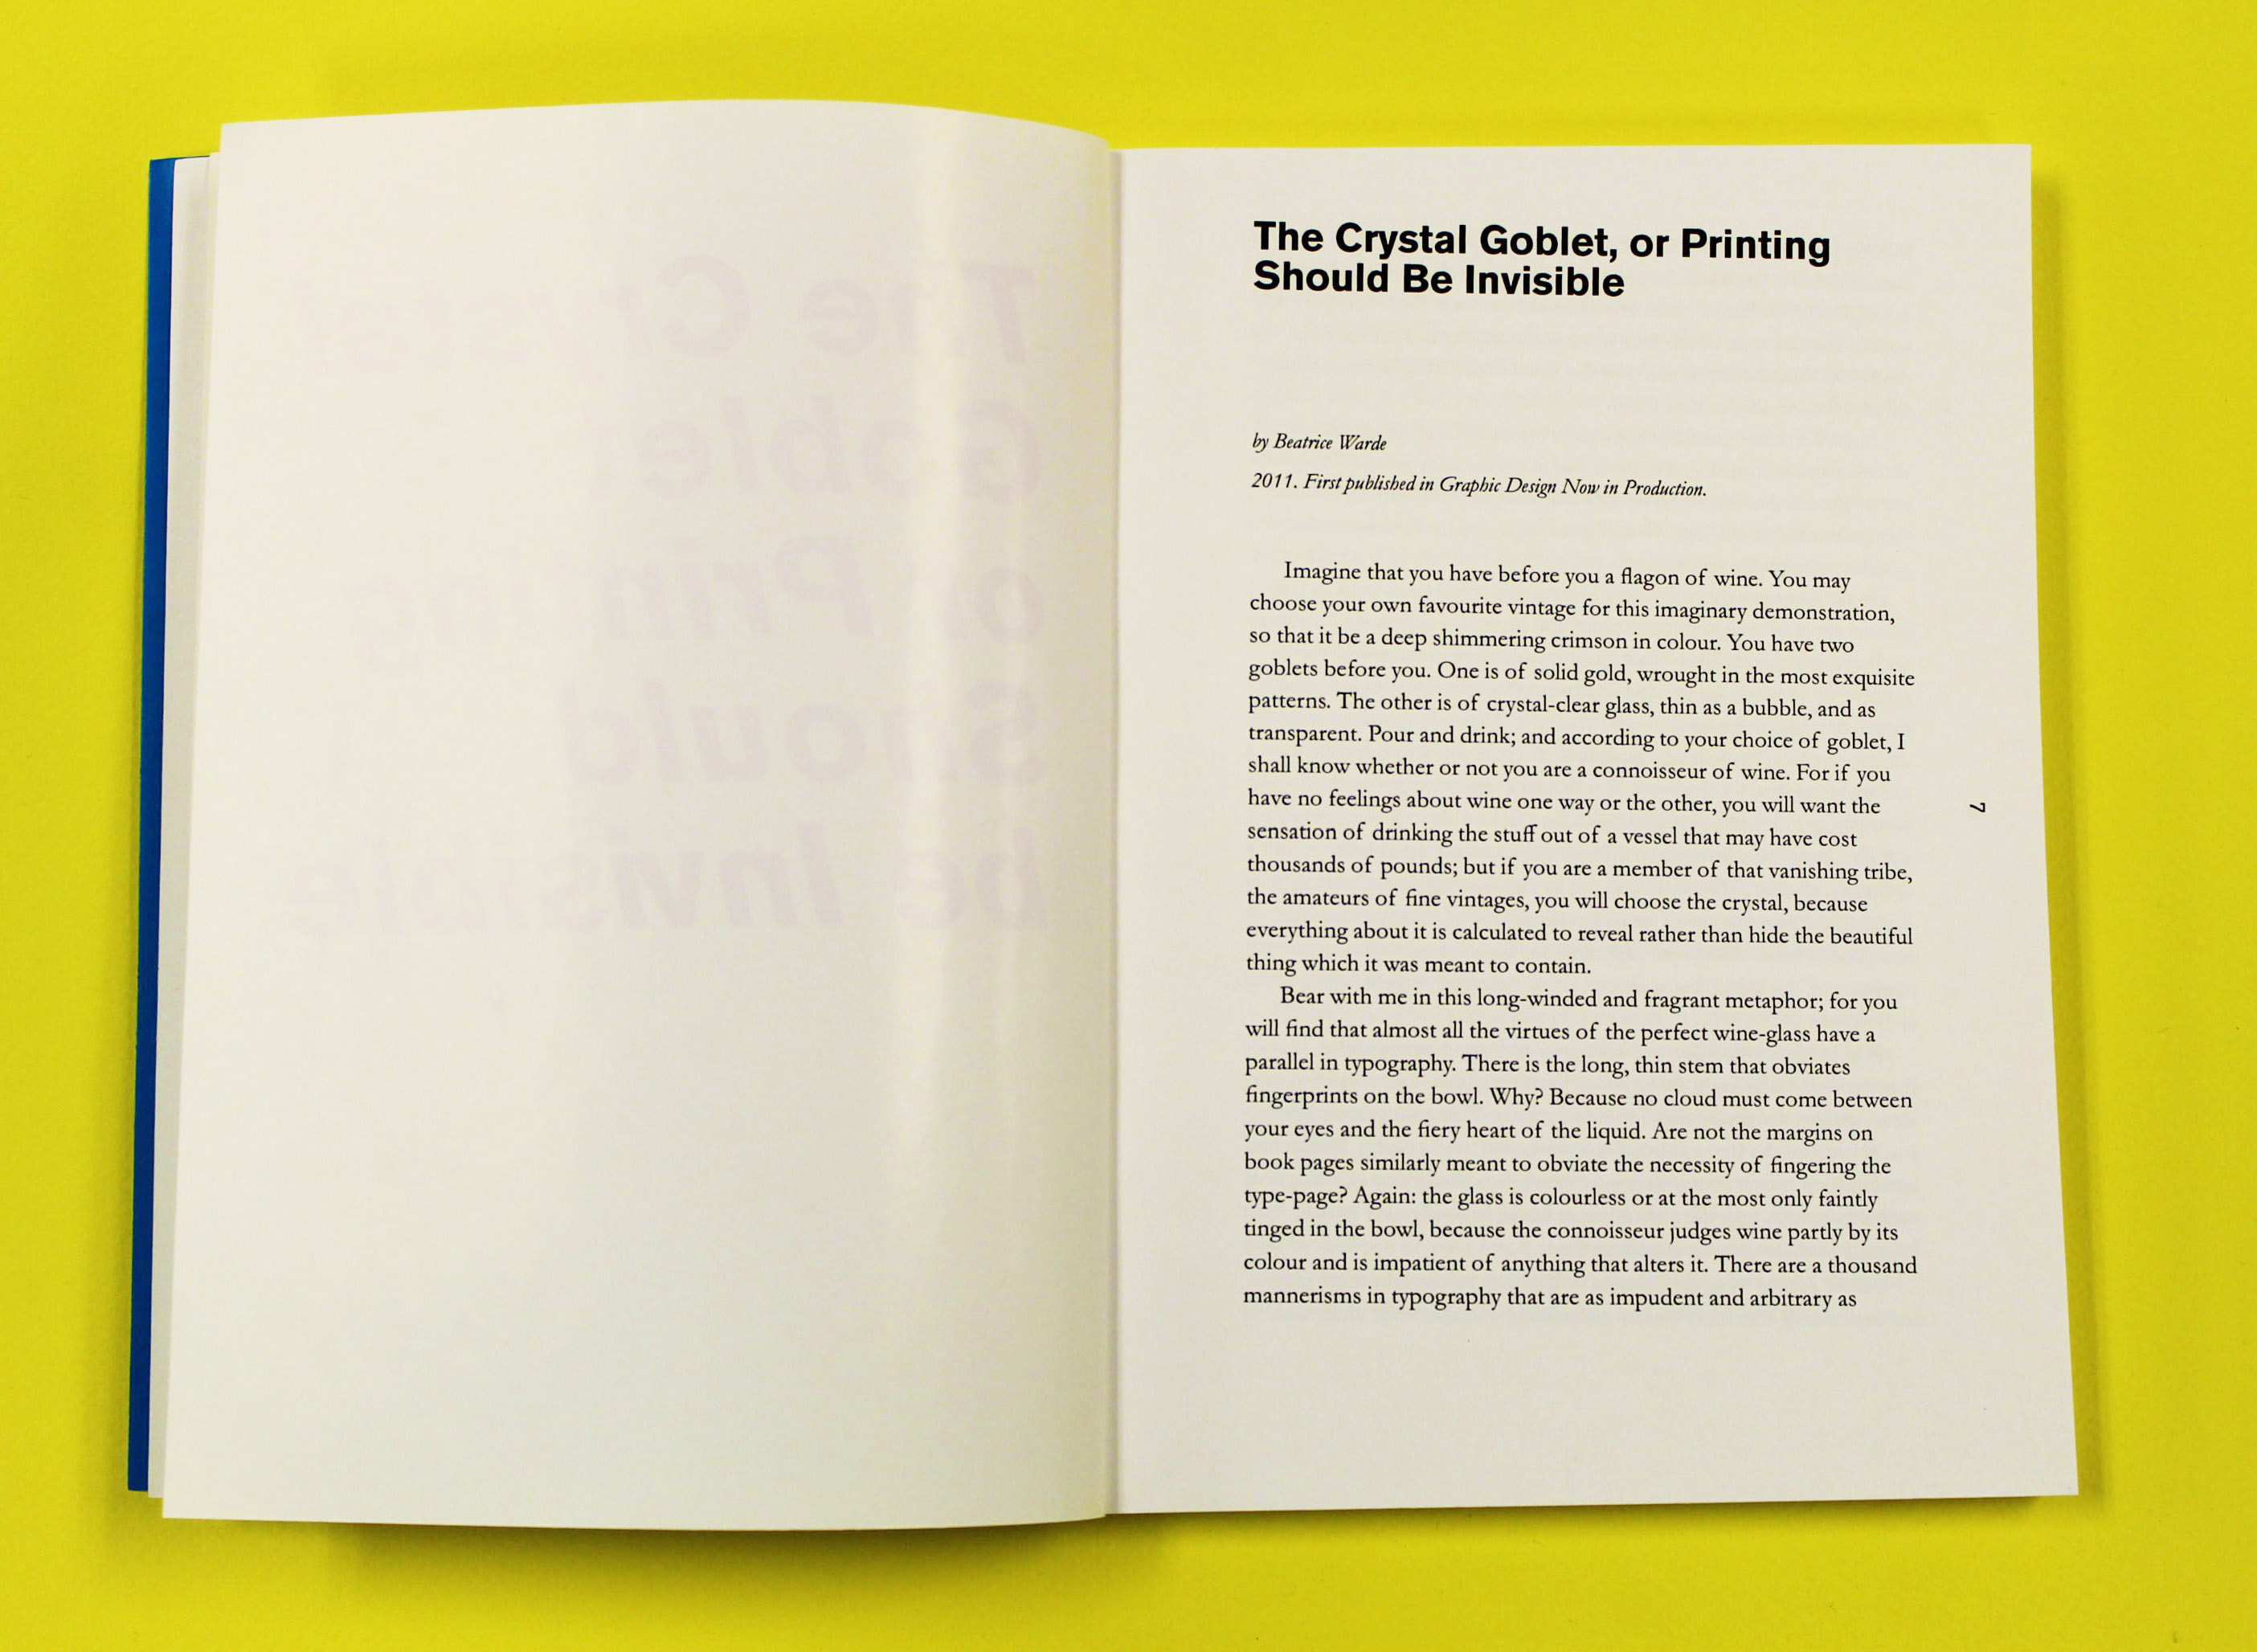 The Crystal
Goblet
or Printing
Should
be Invisible
The Crystal Goblet, or Printing
Should Be Invisible
by Beatrice Warde
2011. First published in Graphic Design Now in Production.
Imagine that you have before you a flagon of wine. You may
choose your own favourite vintage for this imaginary demonstration,
so that it be a deep shimmering crimson in colour. You have two
goblets before you. One is of solid gold, wrought in the most exquisite
patterns. The other is of crystal-clear glass, thin as a bubble, and as
transparent. Pour and drink; and according to your choice of goblet, I
shall know whether or not you are a connoisseur of wine. For if you
have no feelings about wine one way or the other, you will want the
sensation of drinking the stuff out of a vessel that may have cost
thousands of pounds; but if you are a member of that vanishing tribe,
the amateurs of fine vintages, you will choose the crystal, because
everything about it is calculated to reveal rather than hide the beautiful
thing which it was meant to contain.
Bear with me in this long-winded and fragrant metaphor; for you
will find that almost all the virtues of the perfect wine-glass have a
parallel in typography. There is the long, thin stem that obviates
fingerprints on the bowl. Why? Because no cloud must come between
your eyes and the fiery heart of the liquid. Are not the margins on
book pages similarly meant to obviate the necessity of fingering the
type-page? Again: the glass is colourless or at the most only faintly
tinged in the bowl, because the connoisseur judges wine partly by its
colour and is impatient of anything that alters it. There are a thousand
mannerisms in typography that are as impudent and arbitrary as
7